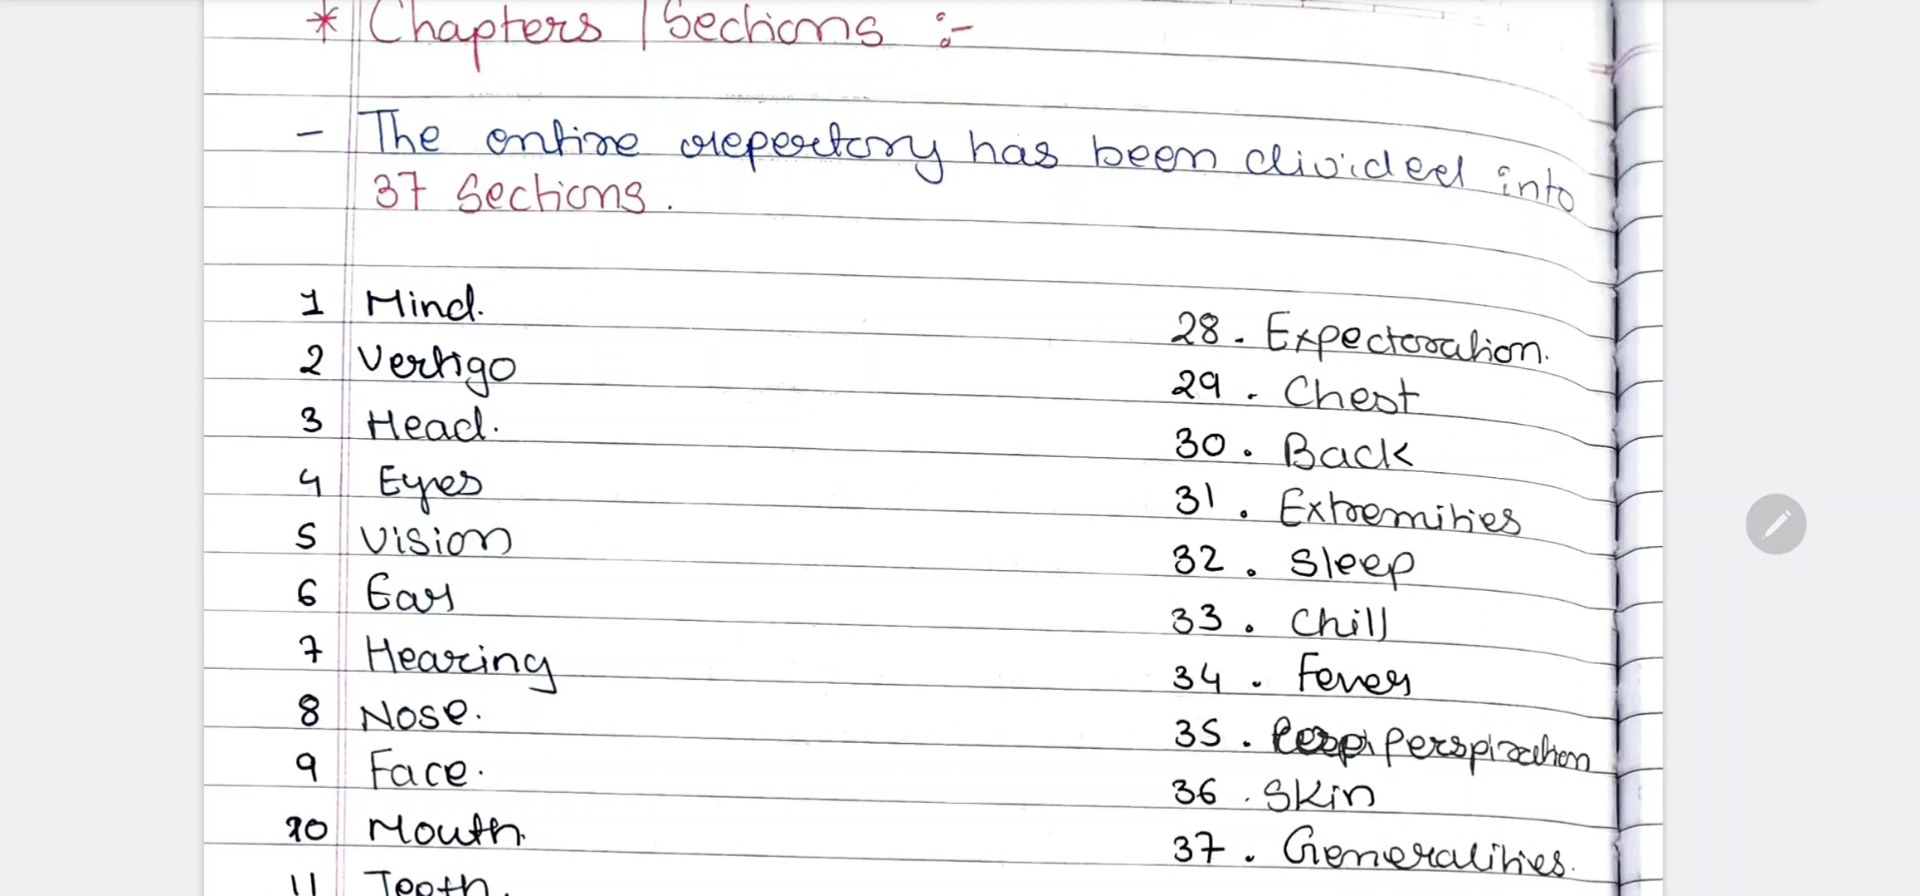 * Chapters / Sections :-
- The entire repertory has been divided into
37 Sections.
1 Mind.
2 Vertigo
3 Head.
4 Eyes
5 Vision
6 Ear
7 Hearing
8 Nose.
9 Face.
10 Mouth.
11 Teeth.
28. Expectoration.
29. Chest
30. Back
31. Extremities
32. Sleep
33. Chill
34. Fever
35. Perspiration
36. Skin
37. Generalities.